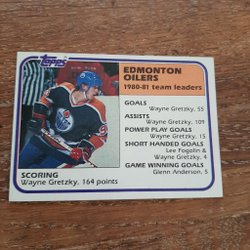 topps
EDMONTON
OILERS
1980-81 team leaders
GOALS
Wayne Gretzky, 55
ASSISTS
Wayne Gretzky, 109
POWER PLAY GOALS
Wayne Gretzky, 15
SHORT HANDED GOALS
Lee Fogolin &
Wayne Gretzky, 4
GAME WINNING GOALS
Glenn Anderson, 5
SCORING
Wayne Gretzky, 164 points